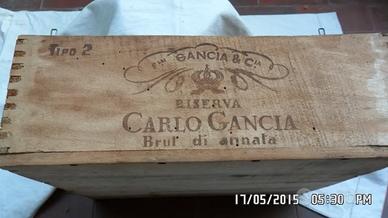 TIPO 2
F.LLI GANCIA & C.IA
RISERVA
CARLO GANCIA
Brut di annata
17/05/2015 05:30 PM